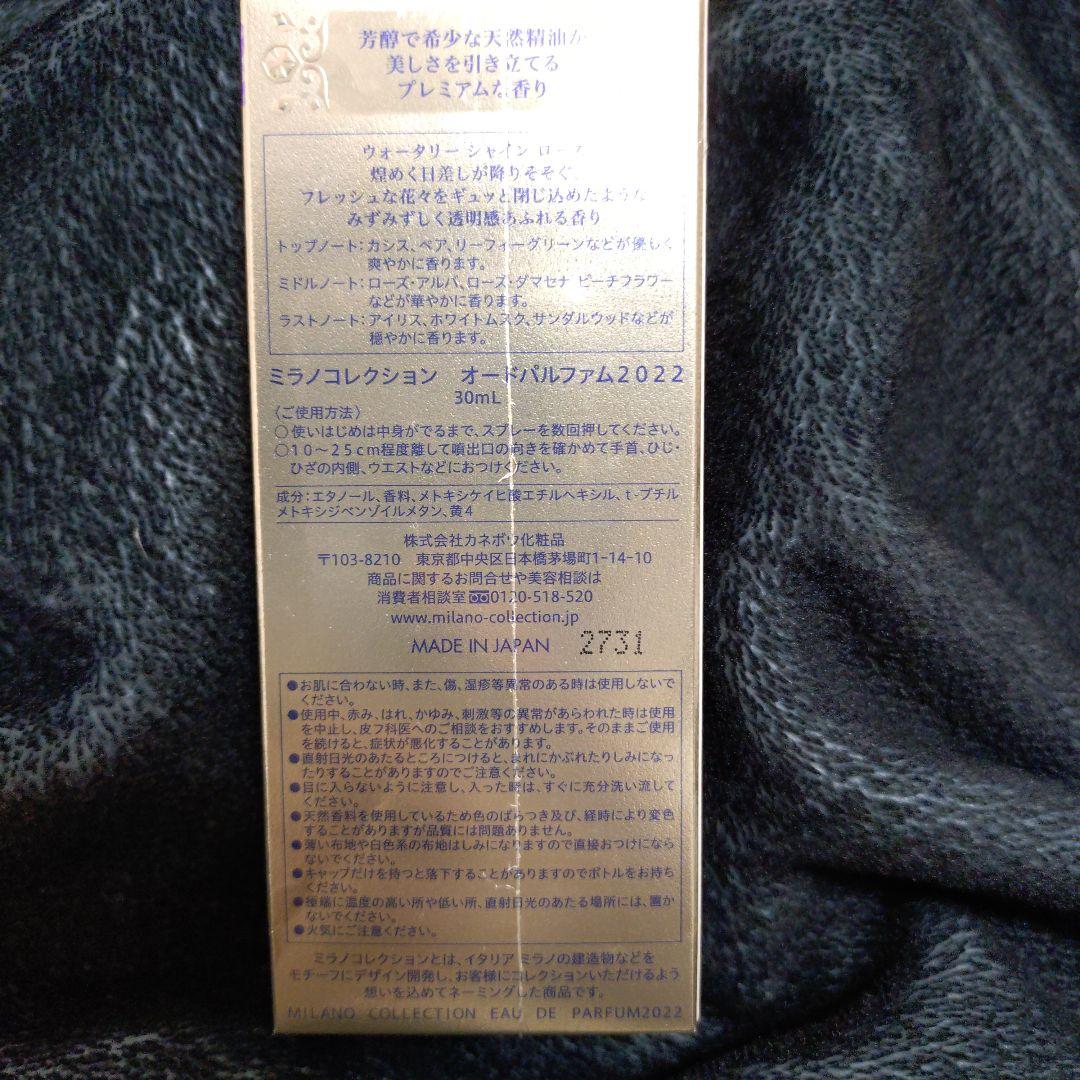 芳醇で希少な天然精油が
美しさを引き立てる
プレミアムな香り
ウォータリー シャイン ローズ
煌めく日差しが降りそそぐ、
フレッシュな花々をギュッと閉じ込めたような
みずみずしく透明感あふれる香り
トップノート：カシス、ペア、リーフィーグリーンなどが優しく
爽やかに香ります。
ミドルノート：ローズ・アルバ、ローズ・ダマセナ ピーチフラワー
などが華やかに香ります。
ラストノート：アイリス、ホワイトムスク、サンダルウッドなどが
穏やかに香ります。
ミラノコレクション オードパルファム2022
30mL
〈ご使用方法〉
○使いはじめは中身がでるまで、スプレーを数回押してください。
○10～25cm程度離して噴出口の向きを確かめて手首、ひじ・
ひざの内側、ウエストなどにおつけください。
成分：エタノール、香料、メトキシケイヒ酸エチルヘキシル、t-ブチル
メトキシジベンゾイルメタン、黄4
株式会社カネボウ化粧品
〒103-8210 東京都中央区日本橋茅場町1-14-10
商品に関するお問合せや美容相談は
消費者相談室 0120-518-520
www.milano-collection.jp
MADE IN JAPAN 2731
●お肌に合わない時、また、傷、湿疹等異常のある時は使用しないで
ください。
●使用中、赤み、はれ、かゆみ、刺激等の異常があらわれた時は使用
を中止し、皮フ科医へのご相談をおすすめします。そのままご使用
を続けると、症状が悪化することがあります。
●直射日光のあたるところにつけると、まれにかぶれたりしみになっ
たりすることがありますのでご注意ください。
●目に入らないように注意し、入った時は、すぐに充分洗い流して
ください。
●天然香料を使用しているため色のばらつき及び、経時により変色
することがありますが品質には問題ありません。
●薄い布地や白色系の布地はしみになりますので直接おつけになら
ないでください。
●キャップだけを持つと落下することがありますのでボトルをお持ち
ください。
●極端に温度の高い所や低い所、直射日光のあたる場所には、置か
ないでください。
●火気にご注意ください。
ミラノコレクションとは、イタリア ミラノの建造物などを
モチーフにデザイン開発し、お客様にコレクションいただけるよう
想いを込めてネーミングした商品です。
MILANO COLLECTION EAU DE PARFUM2022